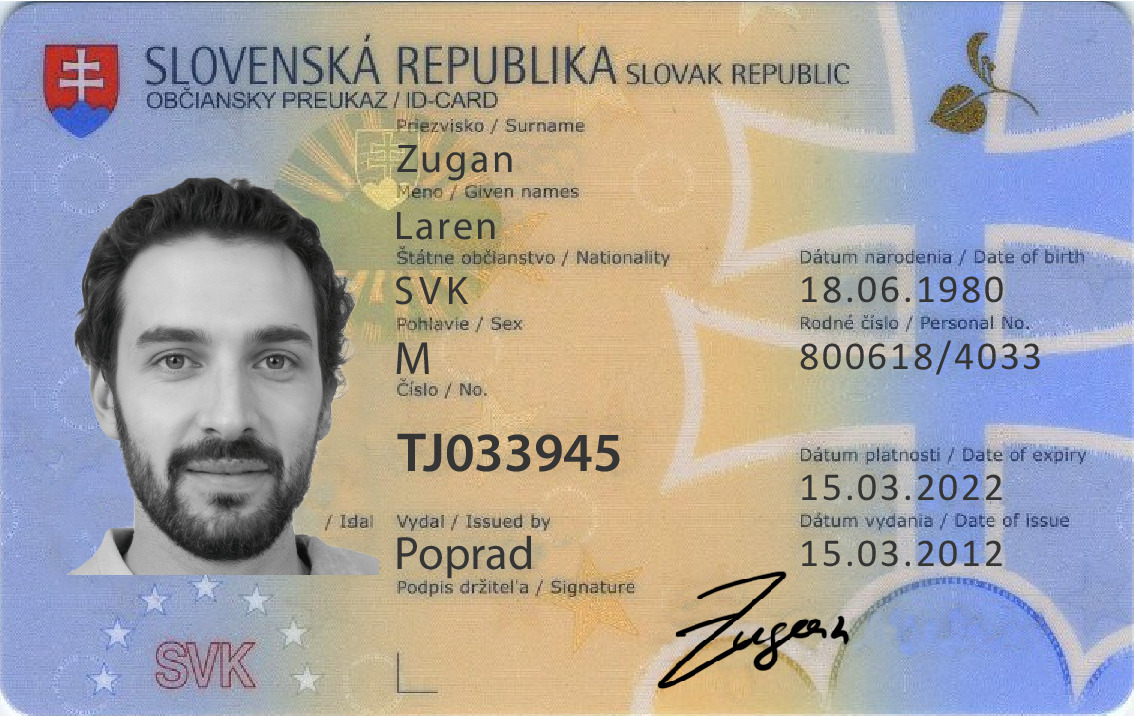 SLOVENSKÁ REPUBLIKA SLOVAK REPUBLIC
OBČIANSKY PREUKAZ / ID-CARD
Priezvisko / Surname
Zugan
Meno / Given names
Laren
Štátne občianstvo / Nationality
SVK
Dátum narodenia / Date of birth
18.06.1980
Pohlavie / Sex
M
Rodné číslo / Personal No.
800618/4033
Číslo / No.
TJ033945
Dátum platnosti / Date of expiry
15.03.2022
/ Isdal Vydal / Issued by
Poprad
Dátum vydania / Date of issue
15.03.2012
Podpis držiteľa / Signature
Zugan
SVK